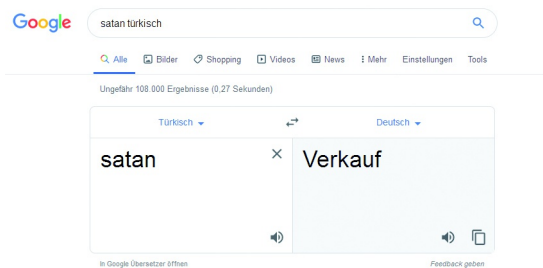 Google
satan türkisch
Alle Bilder Shopping Videos News Mehr Einstellungen Tools
Ungefähr 108.000 Ergebnisse (0,27 Sekunden)
Türkisch Deutsch
satan Verkauf
In Google Übersetzer öffnen Feedback geben